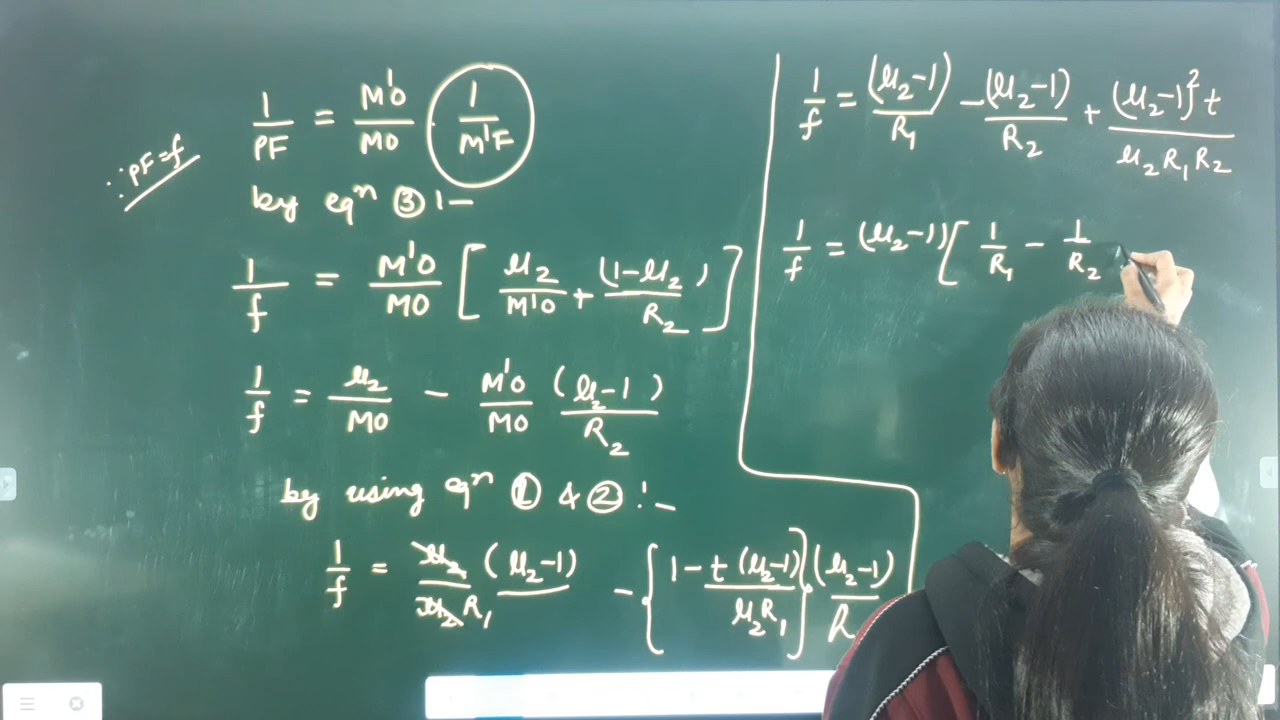 ∵ PF = f
1/PF = M'O/MO · 1/M'F
by eqⁿ ③ :-
1/f = M'O/MO [ μ₂/M'O + (1-μ₂)/R₂ ]
1/f = μ₂/MO - M'O/MO (μ₂-1)/R₂
by using eqⁿ ① & ② :-
1/f = μ₂/μ₂R₁ (μ₂-1) - { 1 - t(μ₂-1)/μ₂R₁ } · (μ₂-1)/R
1/f = (μ₂-1)/R₁ - (μ₂-1)/R₂ + (μ₂-1)² t/μ₂R₁R₂
1/f = (μ₂-1) [ 1/R₁ - 1/R₂